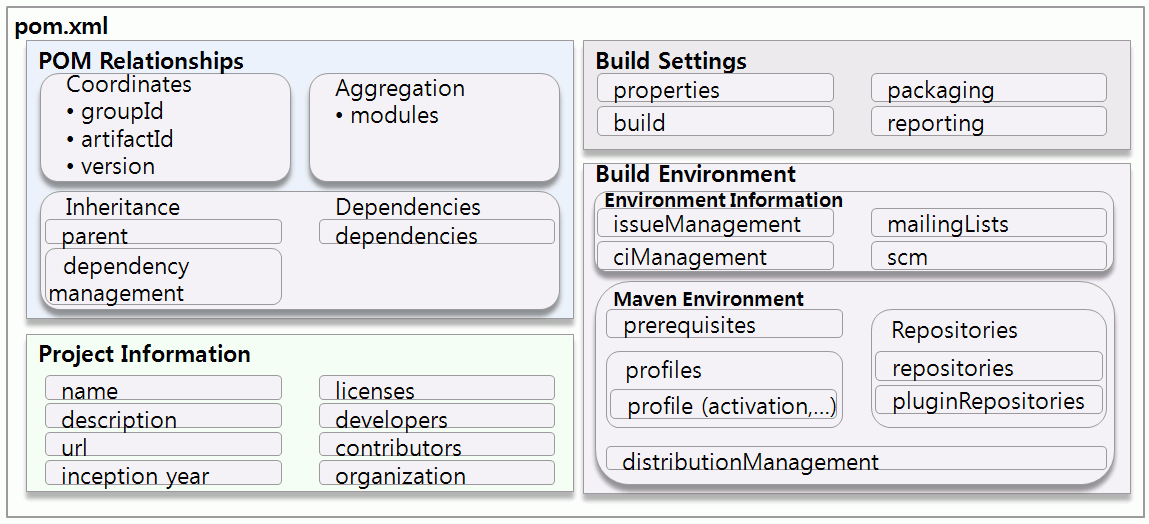 pom.xml
POM Relationships
Coordinates
• groupId
• artifactId
• version
Aggregation
• modules
Inheritance
parent
dependency
management
Dependencies
dependencies
Project Information
name
description
url
inception year
licenses
developers
contributors
organization
Build Settings
properties
packaging
build
reporting
Build Environment
Environment Information
issueManagement
mailingLists
ciManagement
scm
Maven Environment
prerequisites
profiles
profile (activation,...)
Repositories
repositories
pluginRepositories
distributionManagement